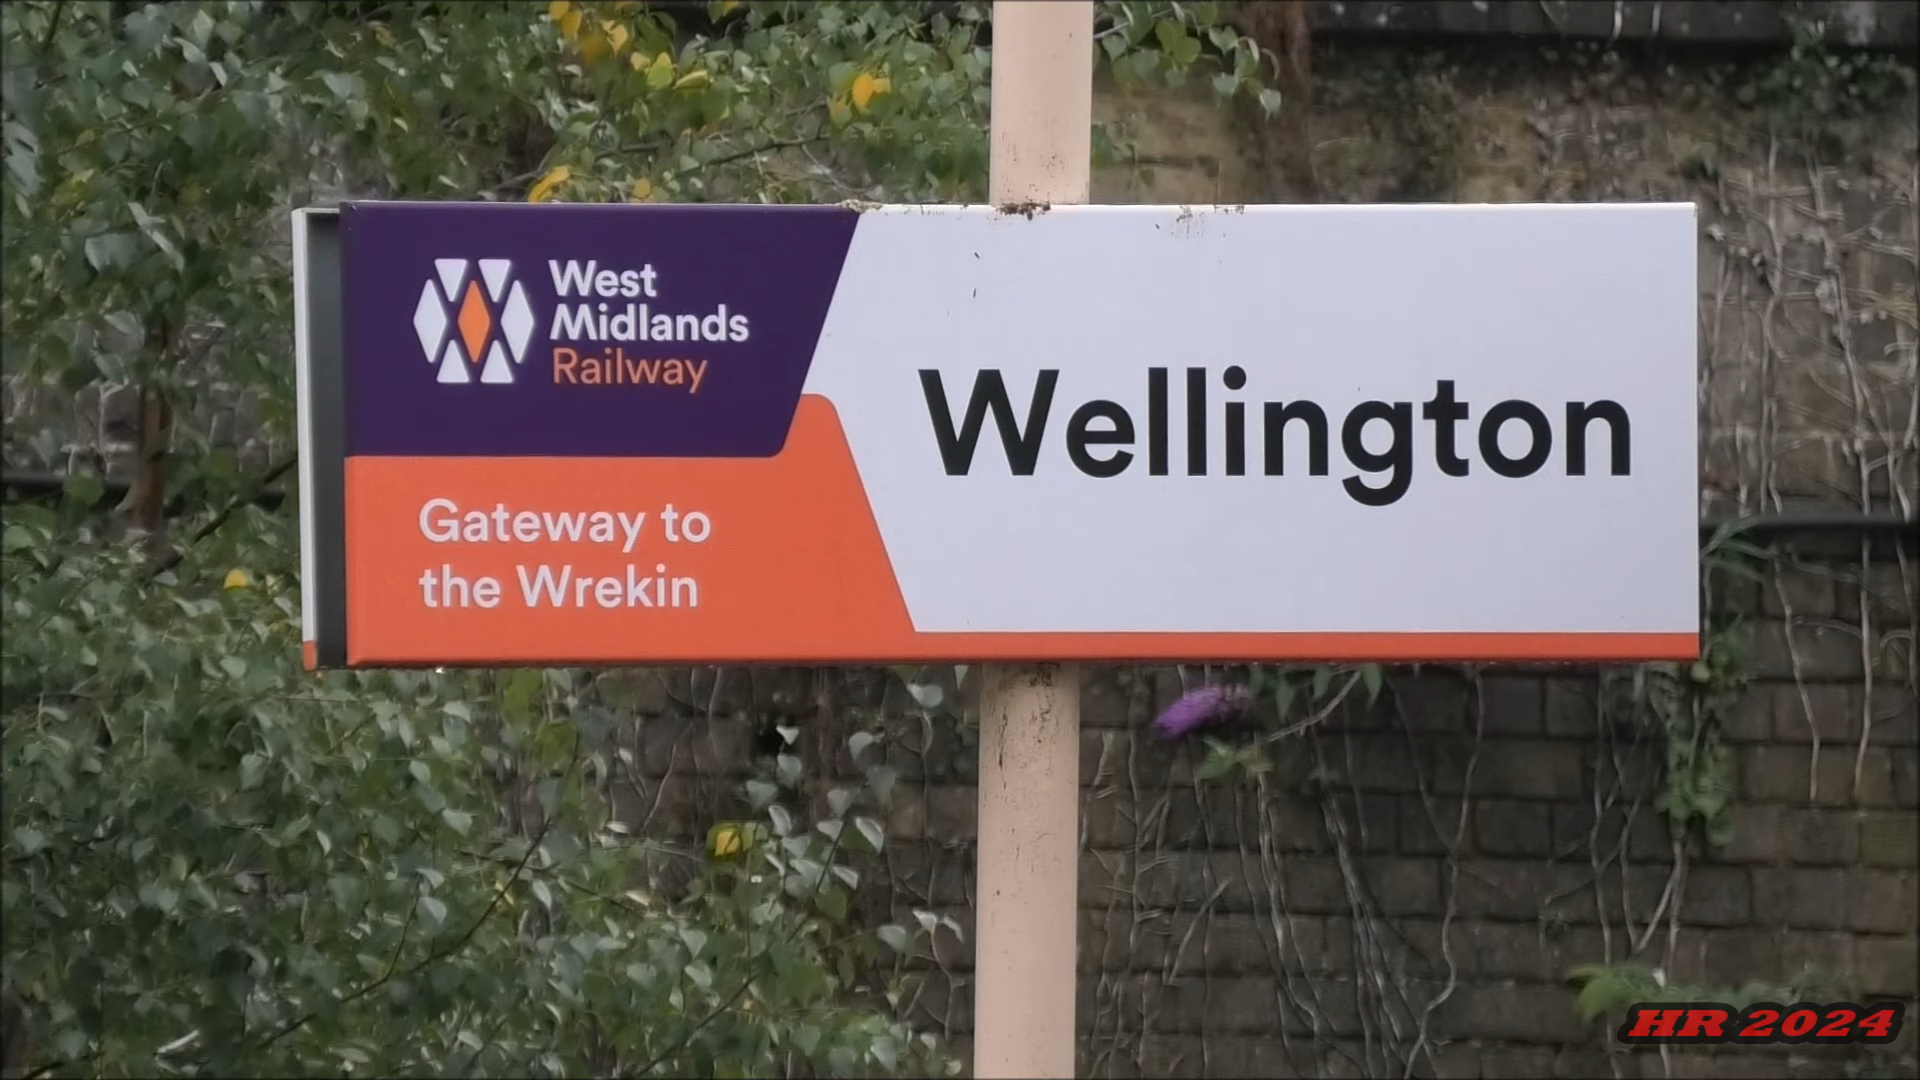 West
Midlands
Railway
Wellington
Gateway to
the Wrekin
HR 2024